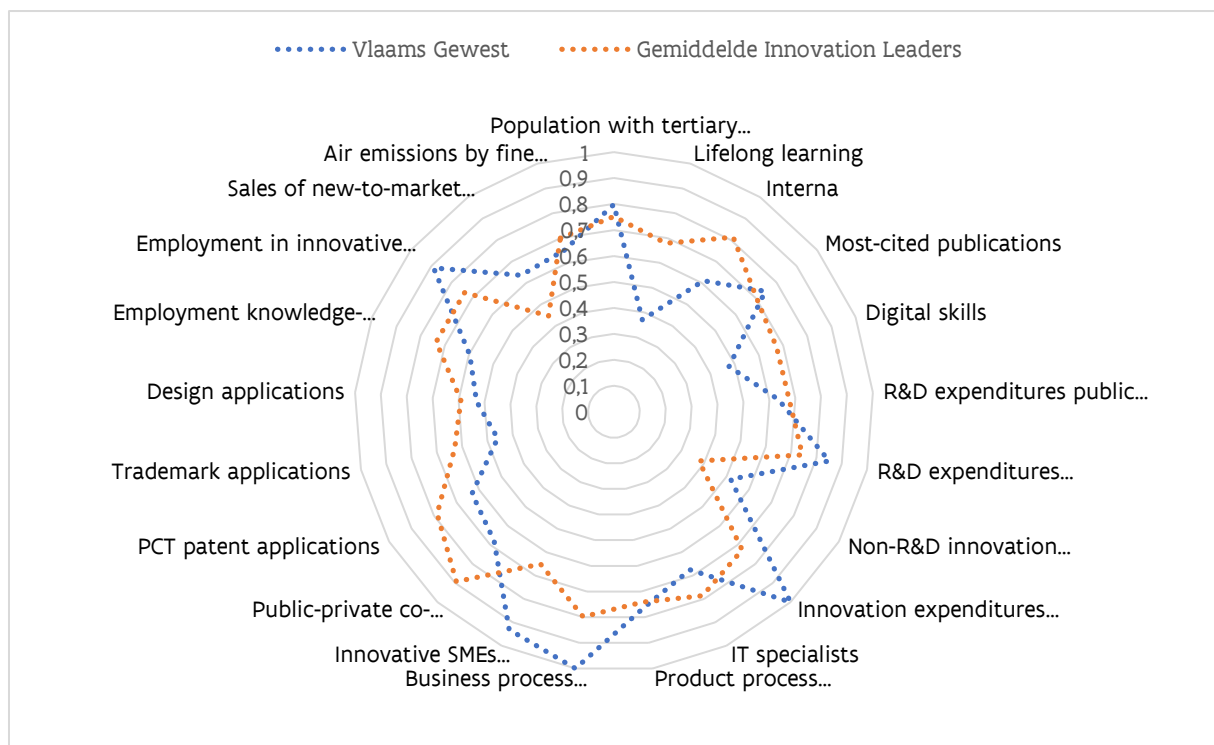 Vlaams Gewest
Gemiddelde Innovation Leaders
Population with tertiary...
Lifelong learning
Interna
Most-cited publications
Digital skills
R&D expenditures public...
R&D expenditures...
Non-R&D innovation...
Innovation expenditures...
IT specialists
Product process...
Business process...
Innovative SMEs...
Public-private co-...
PCT patent applications
Trademark applications
Design applications
Employment knowledge-...
Employment in innovative...
Sales of new-to-market...
Air emissions by fine...
1
0,9
0,8
0,7
0,6
0,5
0,4
0,3
0,2
0,1
0